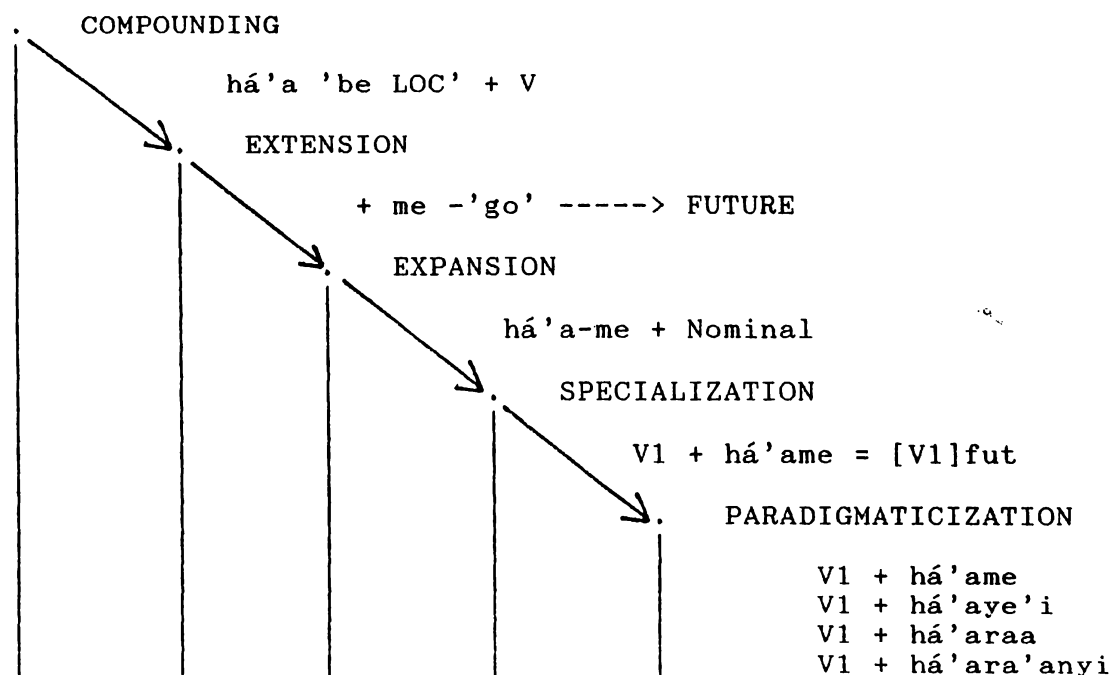 COMPOUNDING
há'a 'be LOC' + V
EXTENSION
+ me -'go' -----> FUTURE
EXPANSION
há'a-me + Nominal
SPECIALIZATION
V1 + há'ame = [V1]fut
PARADIGMATICIZATION
V1 + há'ame
V1 + há'aye'i
V1 + há'araa
V1 + há'ara'anyi